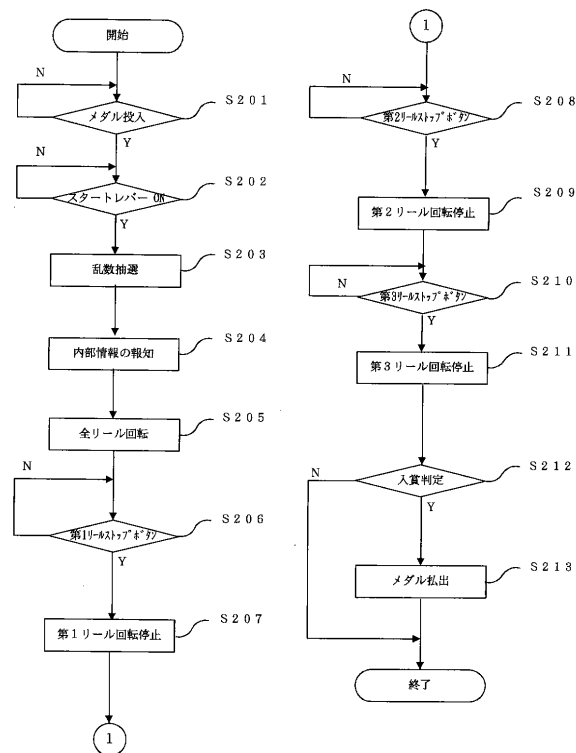 開始
N
メダル投入
S201
Y
N
スタートレバー ON
S202
Y
乱数抽選
S203
内部情報の報知
S204
全リール回転
S205
N
第1リールストップボタン
S206
Y
第1リール回転停止
S207
1
1
N
第2リールストップボタン
S208
Y
第2リール回転停止
S209
N
第3リールストップボタン
S210
Y
第3リール回転停止
S211
N
入賞判定
S212
Y
メダル払出
S213
終了